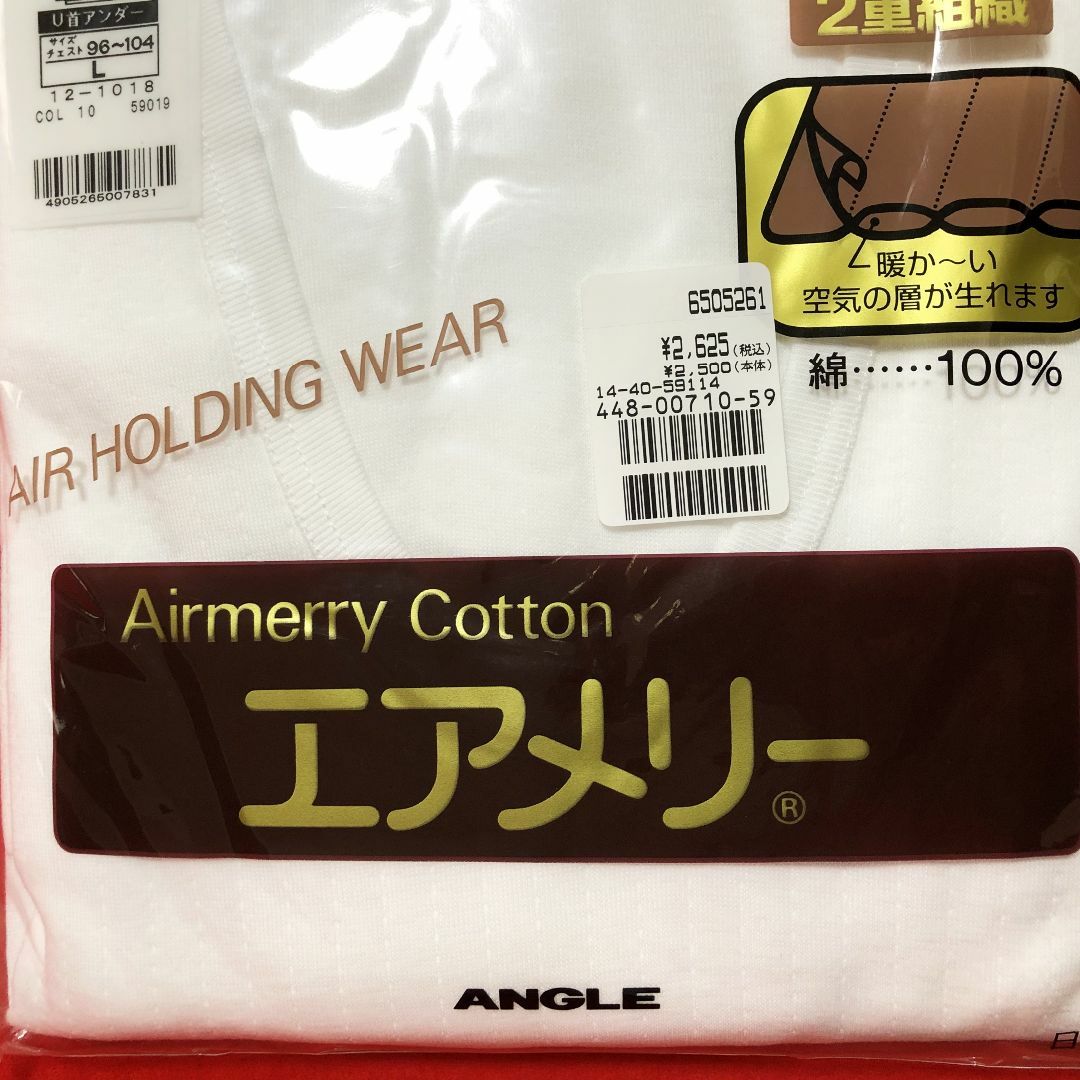 U首アンダー
サイズ
チェスト 96~104
L
12-1018
COL 10 59019
4905265007831
2重組織
暖か~い
空気の層が生れます
綿……100%
6505261
¥2,625(税込)
¥2,500(本体)
14-40-59114
448-00710-59
AIR HOLDING WEAR
Airmerry Cotton
エアメリー®
ANGLE
日